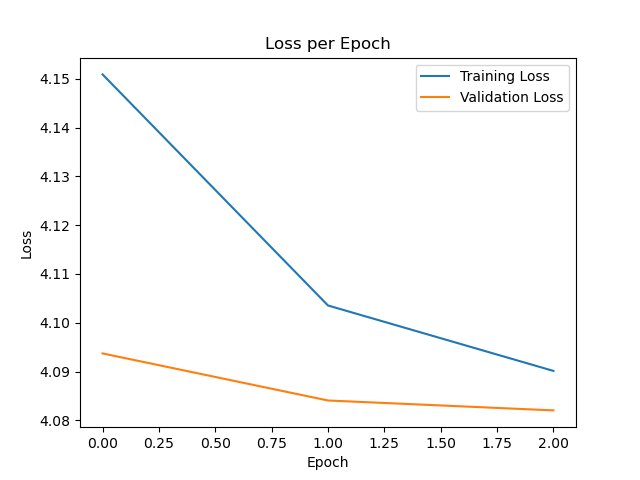 Loss per Epoch
Training Loss
Validation Loss
4.15
4.14
4.13
4.12
4.11
4.10
4.09
4.08
Loss
0.00 0.25 0.50 0.75 1.00 1.25 1.50 1.75 2.00
Epoch